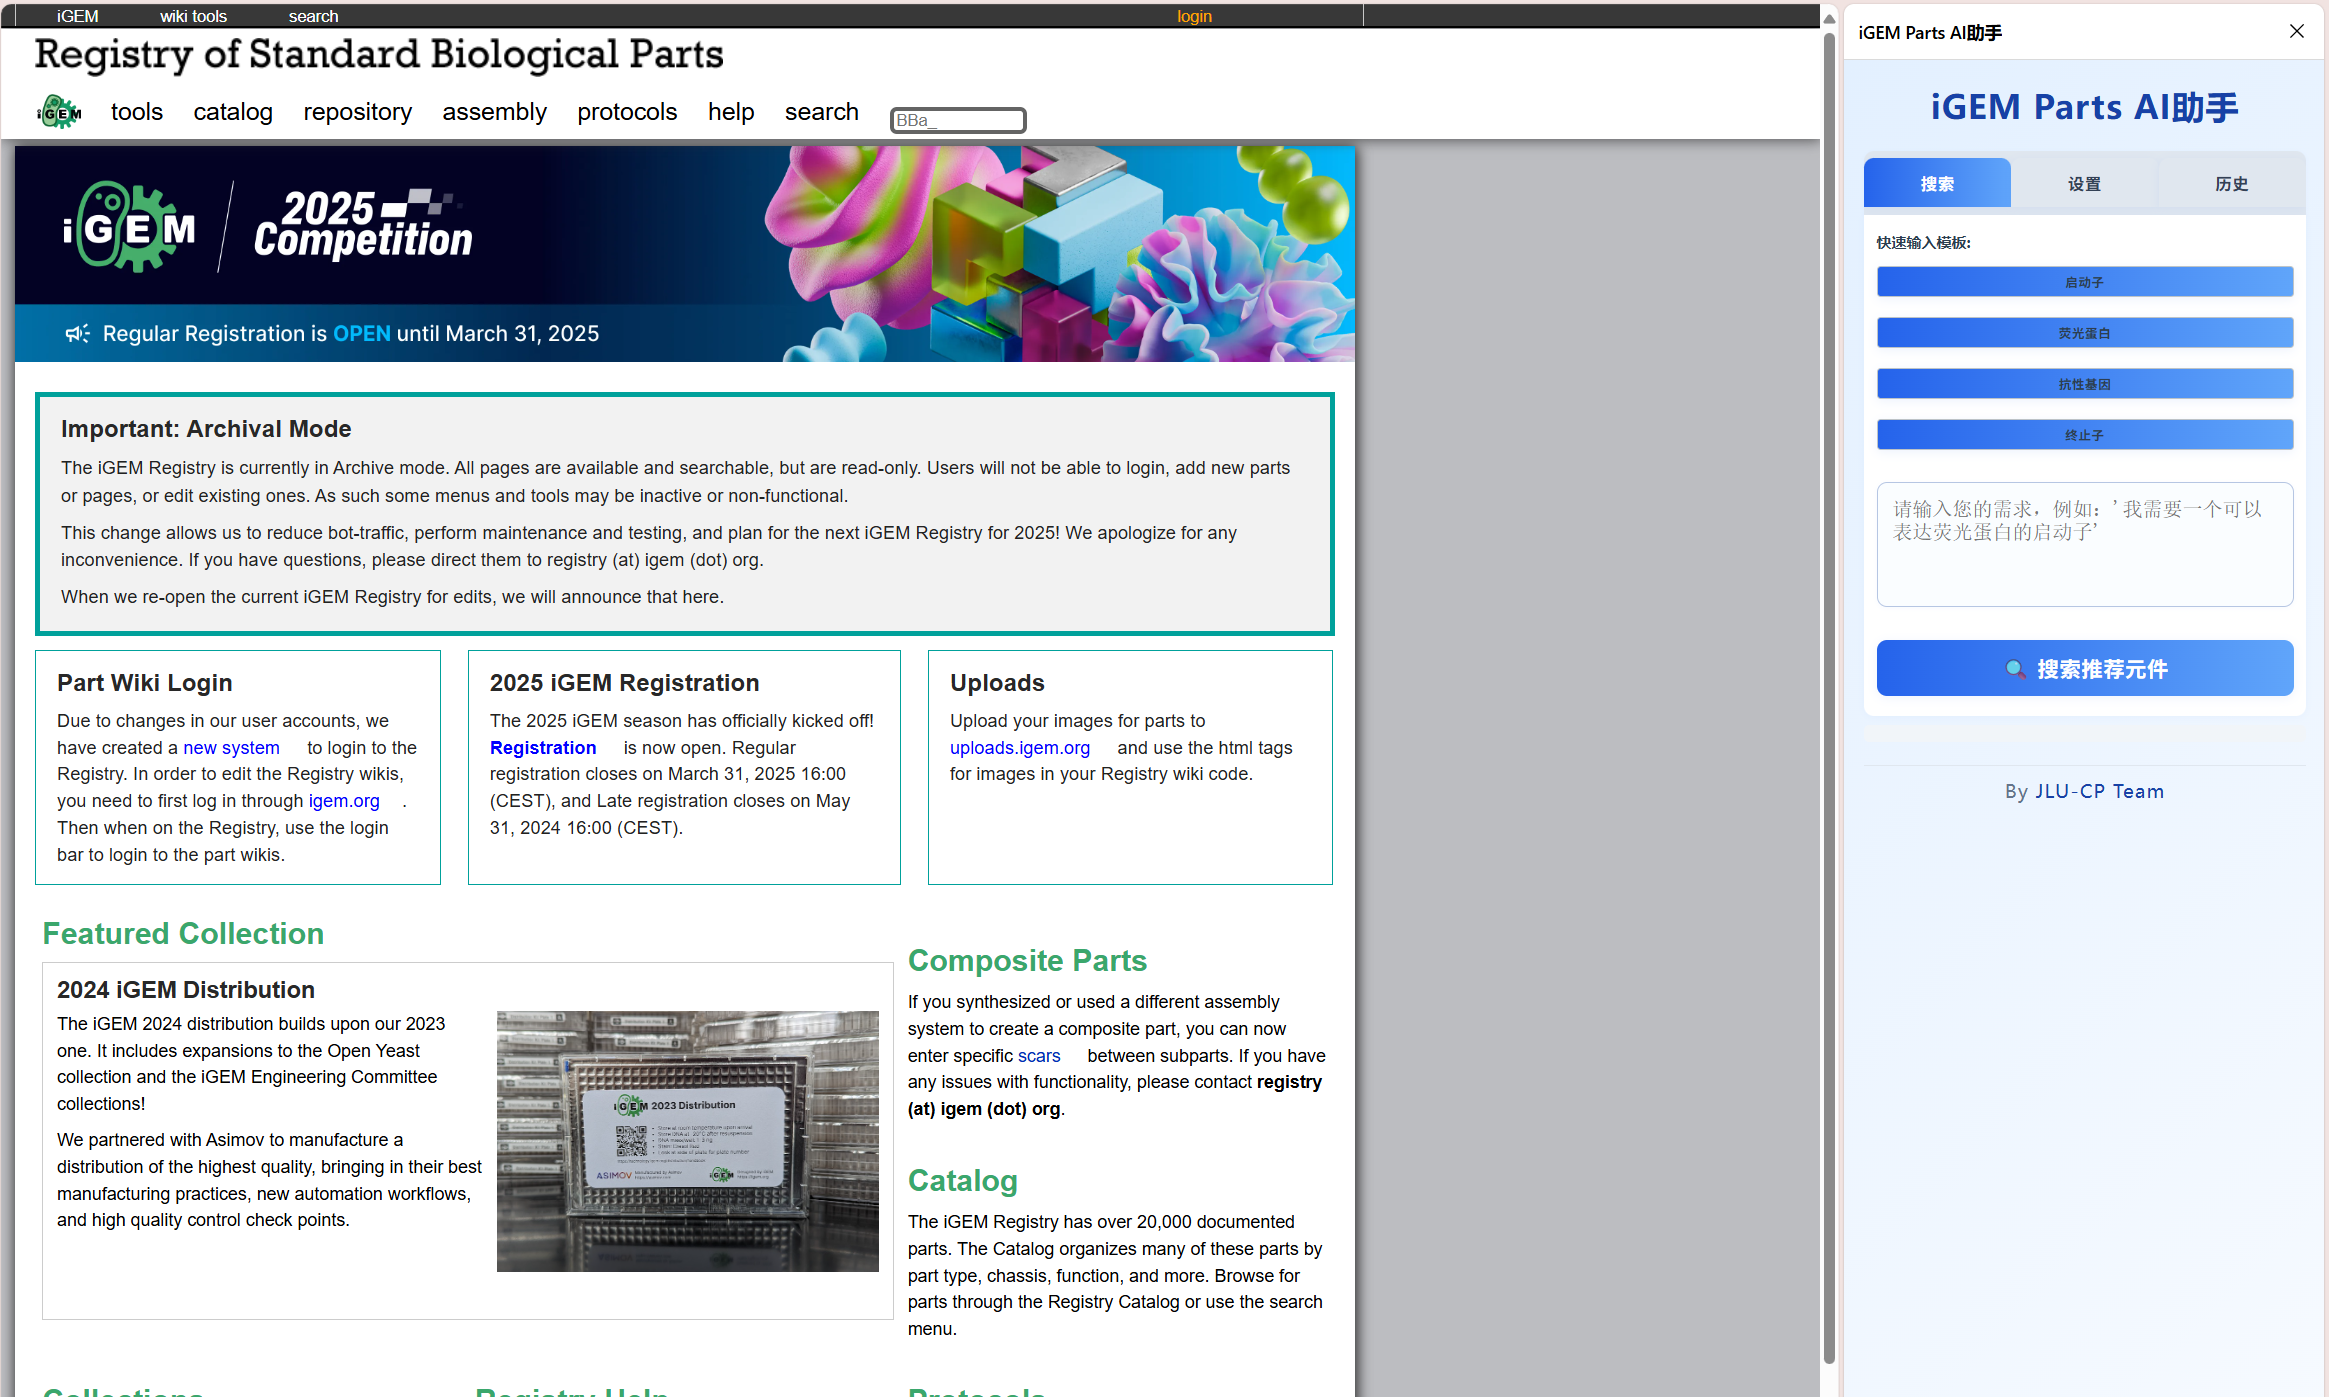 iGEM wiki tools search login
Registry of Standard Biological Parts
iGEM tools catalog repository assembly protocols help search BBa_
iGEM 2025
Competition
Regular Registration is OPEN until March 31, 2025
Important: Archival Mode
The iGEM Registry is currently in Archive mode. All pages are available and searchable, but are read-only. Users will not be able to login, add new parts
or pages, or edit existing ones. As such some menus and tools may be inactive or non-functional.
This change allows us to reduce bot-traffic, perform maintenance and testing, and plan for the next iGEM Registry for 2025! We apologize for any
inconvenience. If you have questions, please direct them to registry (at) igem (dot) org.
When we re-open the current iGEM Registry for edits, we will announce that here.
Part Wiki Login
Due to changes in our user accounts, we
have created a new system to login to the
Registry. In order to edit the Registry wikis,
you need to first log in through igem.org .
Then when on the Registry, use the login
bar to login to the part wikis.
2025 iGEM Registration
The 2025 iGEM season has officially kicked off!
Registration is now open. Regular
registration closes on March 31, 2025 16:00
(CEST), and Late registration closes on May
31, 2024 16:00 (CEST).
Uploads
Upload your images for parts to
uploads.igem.org and use the html tags
for images in your Registry wiki code.
Featured Collection
2024 iGEM Distribution
The iGEM 2024 distribution builds upon our 2023
one. It includes expansions to the Open Yeast
collection and the iGEM Engineering Committee
collections!
We partnered with Asimov to manufacture a
distribution of the highest quality, bringing in their best
manufacturing practices, new automation workflows,
and high quality control check points.
iGEM 2023 Distribution
ASIMOV
Composite Parts
If you synthesized or used a different assembly
system to create a composite part, you can now
enter specific scars between subparts. If you have
any issues with functionality, please contact registry
(at) igem (dot) org.
Catalog
The iGEM Registry has over 20,000 documented
parts. The Catalog organizes many of these parts by
part type, chassis, function, and more. Browse for
parts through the Registry Catalog or use the search
menu.
Collections Registry Help Protocols
iGEM Parts AI助手
iGEM Parts AI助手
搜索 设置 历史
快速输入模板:
启动子
荧光蛋白
抗性基因
终止子
请输入您的需求，例如：'我需要一个可以
表达荧光蛋白的启动子'
搜索推荐元件
By JLU-CP Team